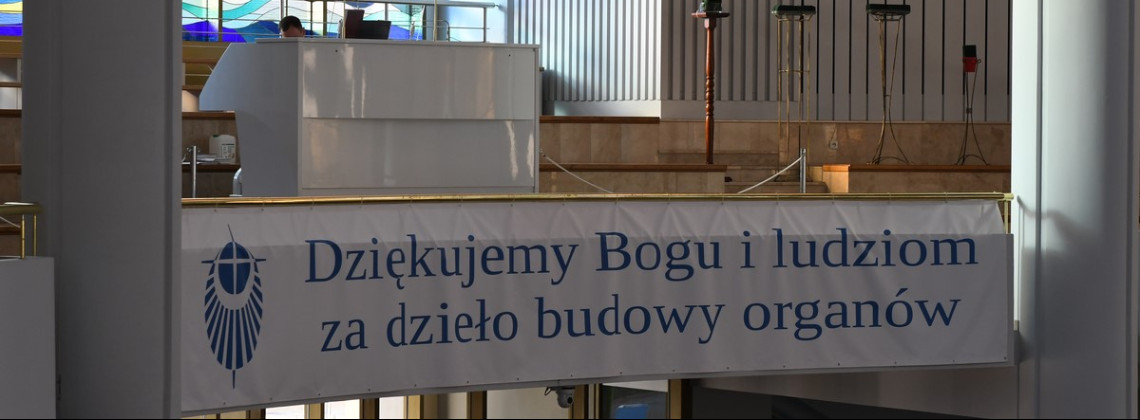 Dziękujemy Bogu i ludziom
za dzieło budowy organów